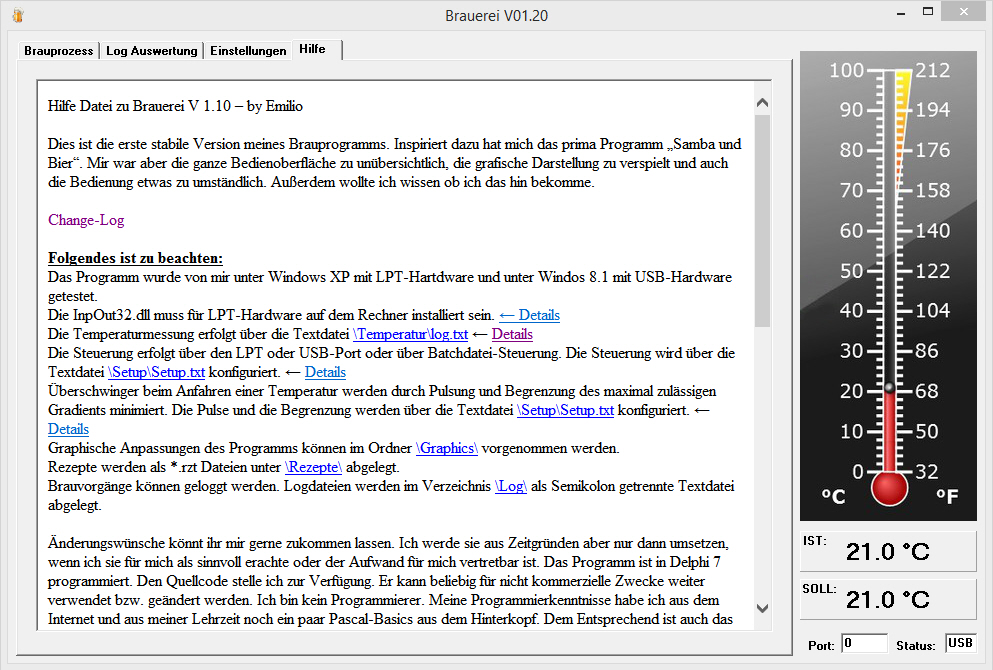 Brauerei V01.20
Brauprozess
Log Auswertung
Einstellungen
Hilfe
Hilfe Datei zu Brauerei V 1.10 – by Emilio
Dies ist die erste stabile Version meines Brauprogramms. Inspiriert dazu hat mich das prima Programm „Samba und
Bier“. Mir war aber die ganze Bedienoberfläche zu unübersichtlich, die grafische Darstellung zu verspielt und auch
die Bedienung etwas zu umständlich. Außerdem wollte ich wissen ob ich das hin bekomme.
Change-Log
Folgendes ist zu beachten:
Das Programm wurde von mir unter Windows XP mit LPT-Hartdware und unter Windos 8.1 mit USB-Hardware
getestet.
Die InpOut32.dll muss für LPT-Hardware auf dem Rechner installiert sein. ← Details
Die Temperaturmessung erfolgt über die Textdatei \Temperatur\log.txt ← Details
Die Steuerung erfolgt über den LPT oder USB-Port oder über Batchdatei-Steuerung. Die Steuerung wird über die
Textdatei \Setup\Setup.txt konfiguriert. ← Details
Überschwinger beim Anfahren einer Temperatur werden durch Pulsung und Begrenzung des maximal zulässigen
Gradients minimiert. Die Pulse und die Begrenzung werden über die Textdatei \Setup\Setup.txt konfiguriert. ←
Details
Graphische Anpassungen des Programms können im Ordner \Graphics\ vorgenommen werden.
Rezepte werden als *.rzt Dateien unter \Rezepte\ abgelegt.
Brauvorgänge können geloggt werden. Logdateien werden im Verzeichnis \Log\ als Semikolon getrennte Textdatei
abgelegt.
Änderungswünsche könnt ihr mir gerne zukommen lassen. Ich werde sie aus Zeitgründen aber nur dann umsetzen,
wenn ich sie für mich als sinnvoll erachte oder der Aufwand für mich vertretbar ist. Das Programm ist in Delphi 7
programmiert. Den Quellcode stelle ich zur Verfügung. Er kann beliebig für nicht kommerzielle Zwecke weiter
verwendet bzw. geändert werden. Ich bin kein Programmierer. Meine Programmierkenntnisse habe ich aus dem
Internet und aus meiner Lehrzeit noch ein paar Pascal-Basics aus dem Hinterkopf. Dem Entsprechend ist auch das
100 212
90 194
80 176
70 158
60 140
50 122
40 104
30 86
20 68
10 50
0 32
°C °F
IST: 21.0 °C
SOLL: 21.0 °C
Port: 0 Status: USB